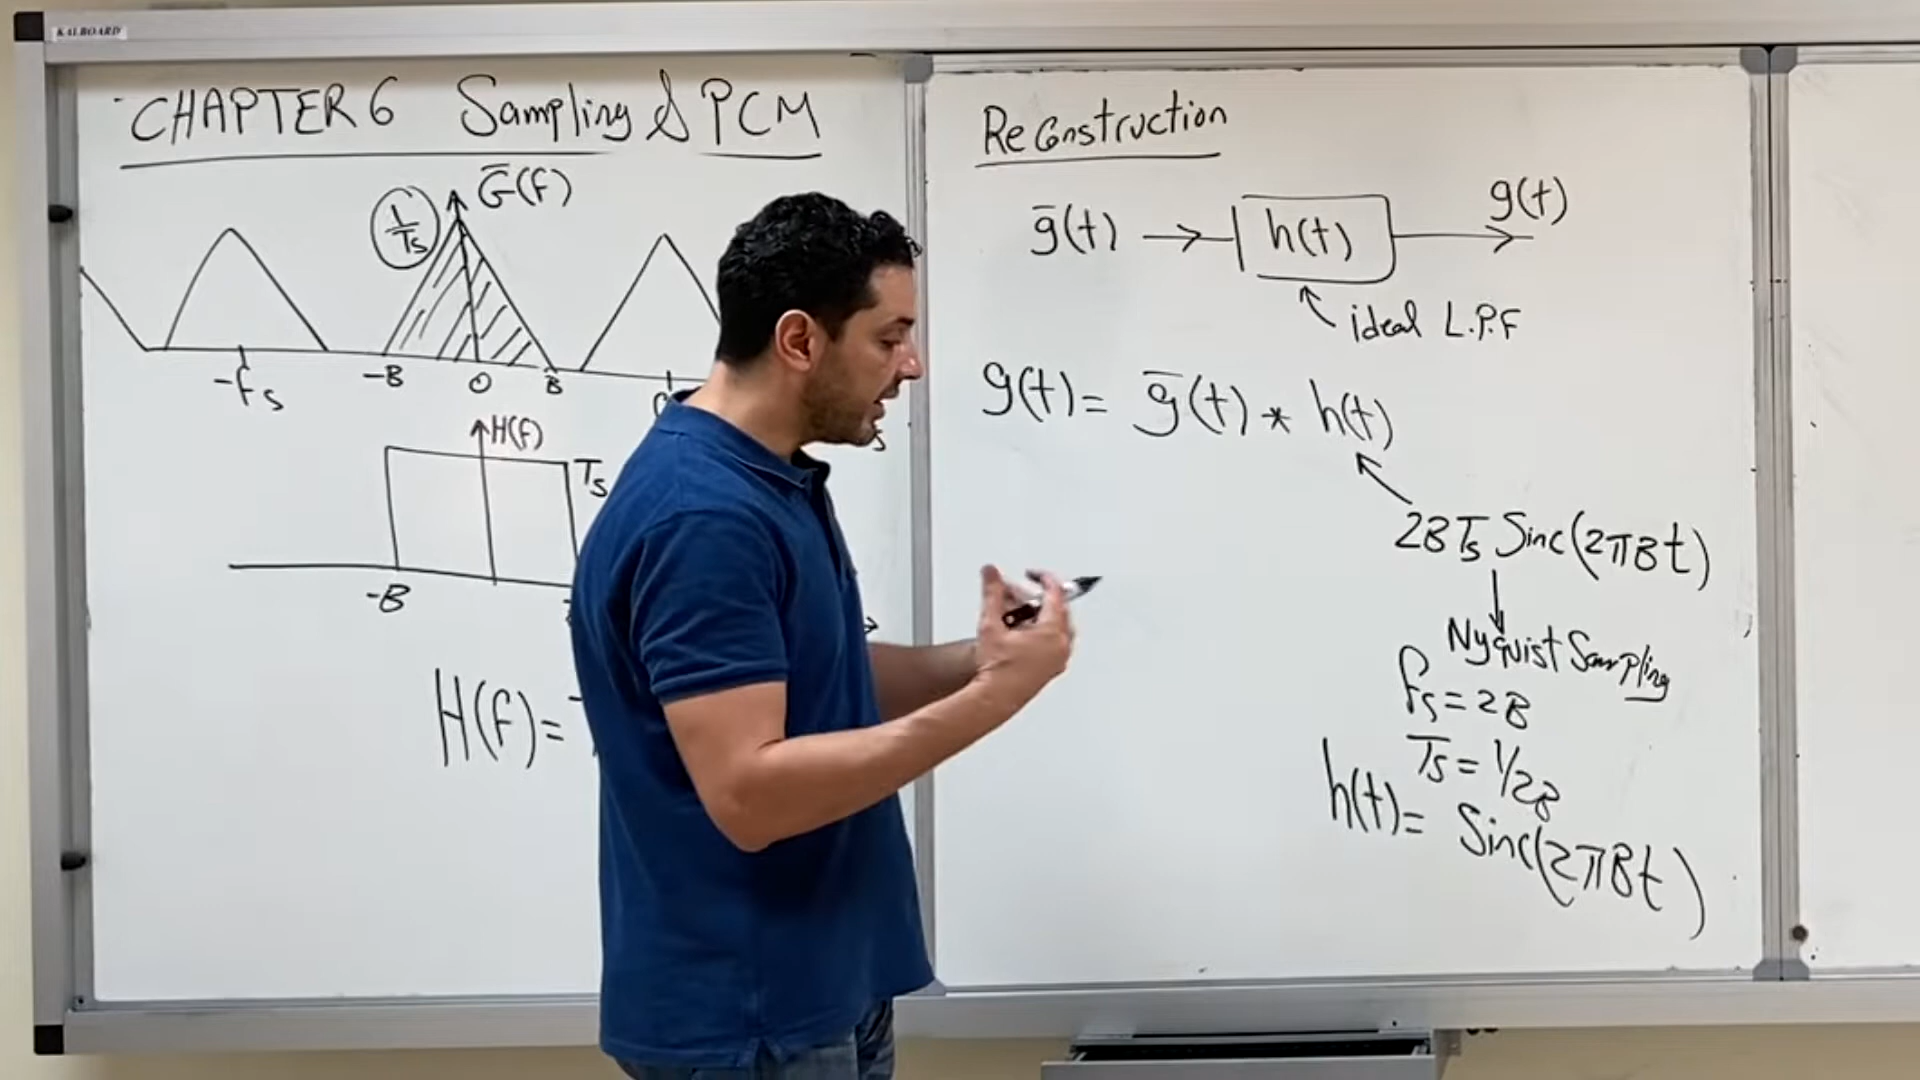 KALBOARD
CHAPTER 6 Sampling & PCM
1/Ts
G̅(f)
-fs -B 0 B
H(f)
Ts
-B
H(f)=
Reconstruction
g̅(t) → h(t) → g(t)
ideal L.P.F
g(t) = g̅(t) * h(t)
2BTs Sinc(2πBt)
Nyquist Sampling
fs = 2B
Ts = 1/2B
h(t) = Sinc(2πBt)